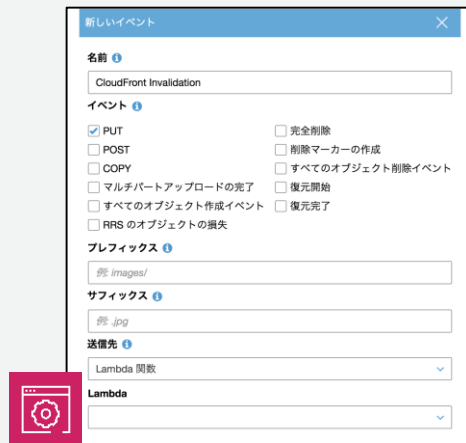 新しいイベント
名前
CloudFront Invalidation
イベント
PUT
完全削除
POST
削除マーカーの作成
COPY
すべてのオブジェクト削除イベント
マルチパートアップロードの完了
復元開始
すべてのオブジェクト作成イベント
復元完了
RRS のオブジェクトの損失
プレフィックス
例: images/
サフィックス
例: .jpg
送信先
Lambda 関数
Lambda